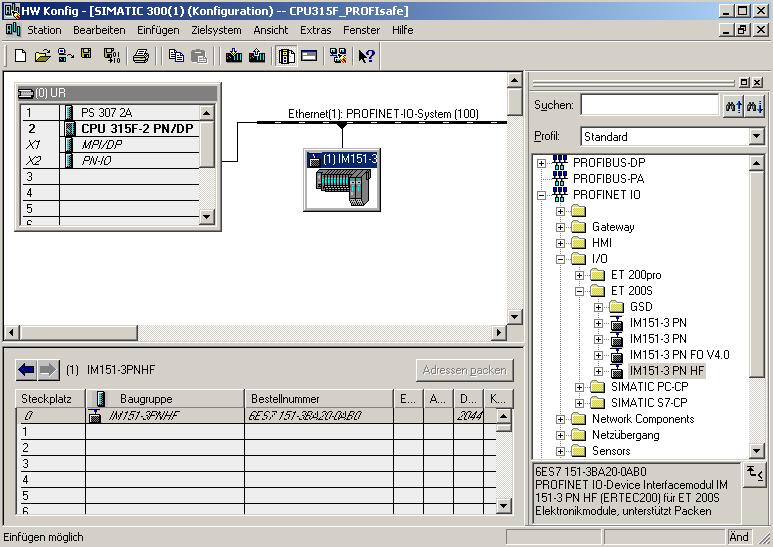 HW Konfig - [SIMATIC 300(1) (Konfiguration) -- CPU315F_PROFIsafe]
Station Bearbeiten Einfügen Zielsystem Ansicht Extras Fenster Hilfe
(0) UR
1 PS 307 2A
2 CPU 315F-2 PN/DP
X1 MPI/DP
X2 PN-IO
3
4
5
6
Ethernet(1): PROFINET-IO-System (100)
(1) IM151-3
Suchen:
Profil: Standard
PROFIBUS-DP
PROFIBUS-PA
PROFINET IO
Gateway
HMI
I/O
ET 200pro
ET 200S
GSD
IM151-3 PN
IM151-3 PN
IM151-3 PN FO V4.0
IM151-3 PN HF
SIMATIC PC-CP
SIMATIC S7-CP
Network Components
Netzübergang
Sensors
6ES7 151-3BA20-0AB0
PROFINET IO-Device Interfacemodul IM
151-3 PN HF (ERTEC200) für ET 200S
Elektronikmodule, unterstützt Packen
(1) IM151-3PNHF
Adressen packen
Steckplatz Baugruppe Bestellnummer E... A... D... K...
0 IM151-3PNHF 6ES7 151-3BA20-0AB0 2044
1
2
3
4
5
6
Einfügen möglich
Änd